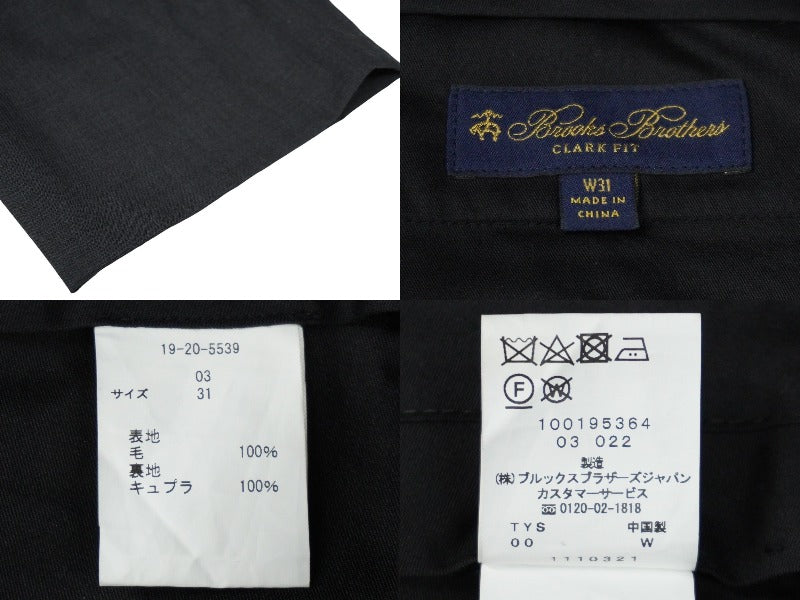 Brooks Brothers
CLARK FIT
W31
MADE IN
CHINA
19-20-5539
03
サイズ 31
表地
毛 100%
裏地
キュプラ 100%
F W
100195364
03 022
製造
(株)ブルックスブラザーズジャパン
カスタマーサービス
0120-02-1818
TYS 中国製
00 W
1110321